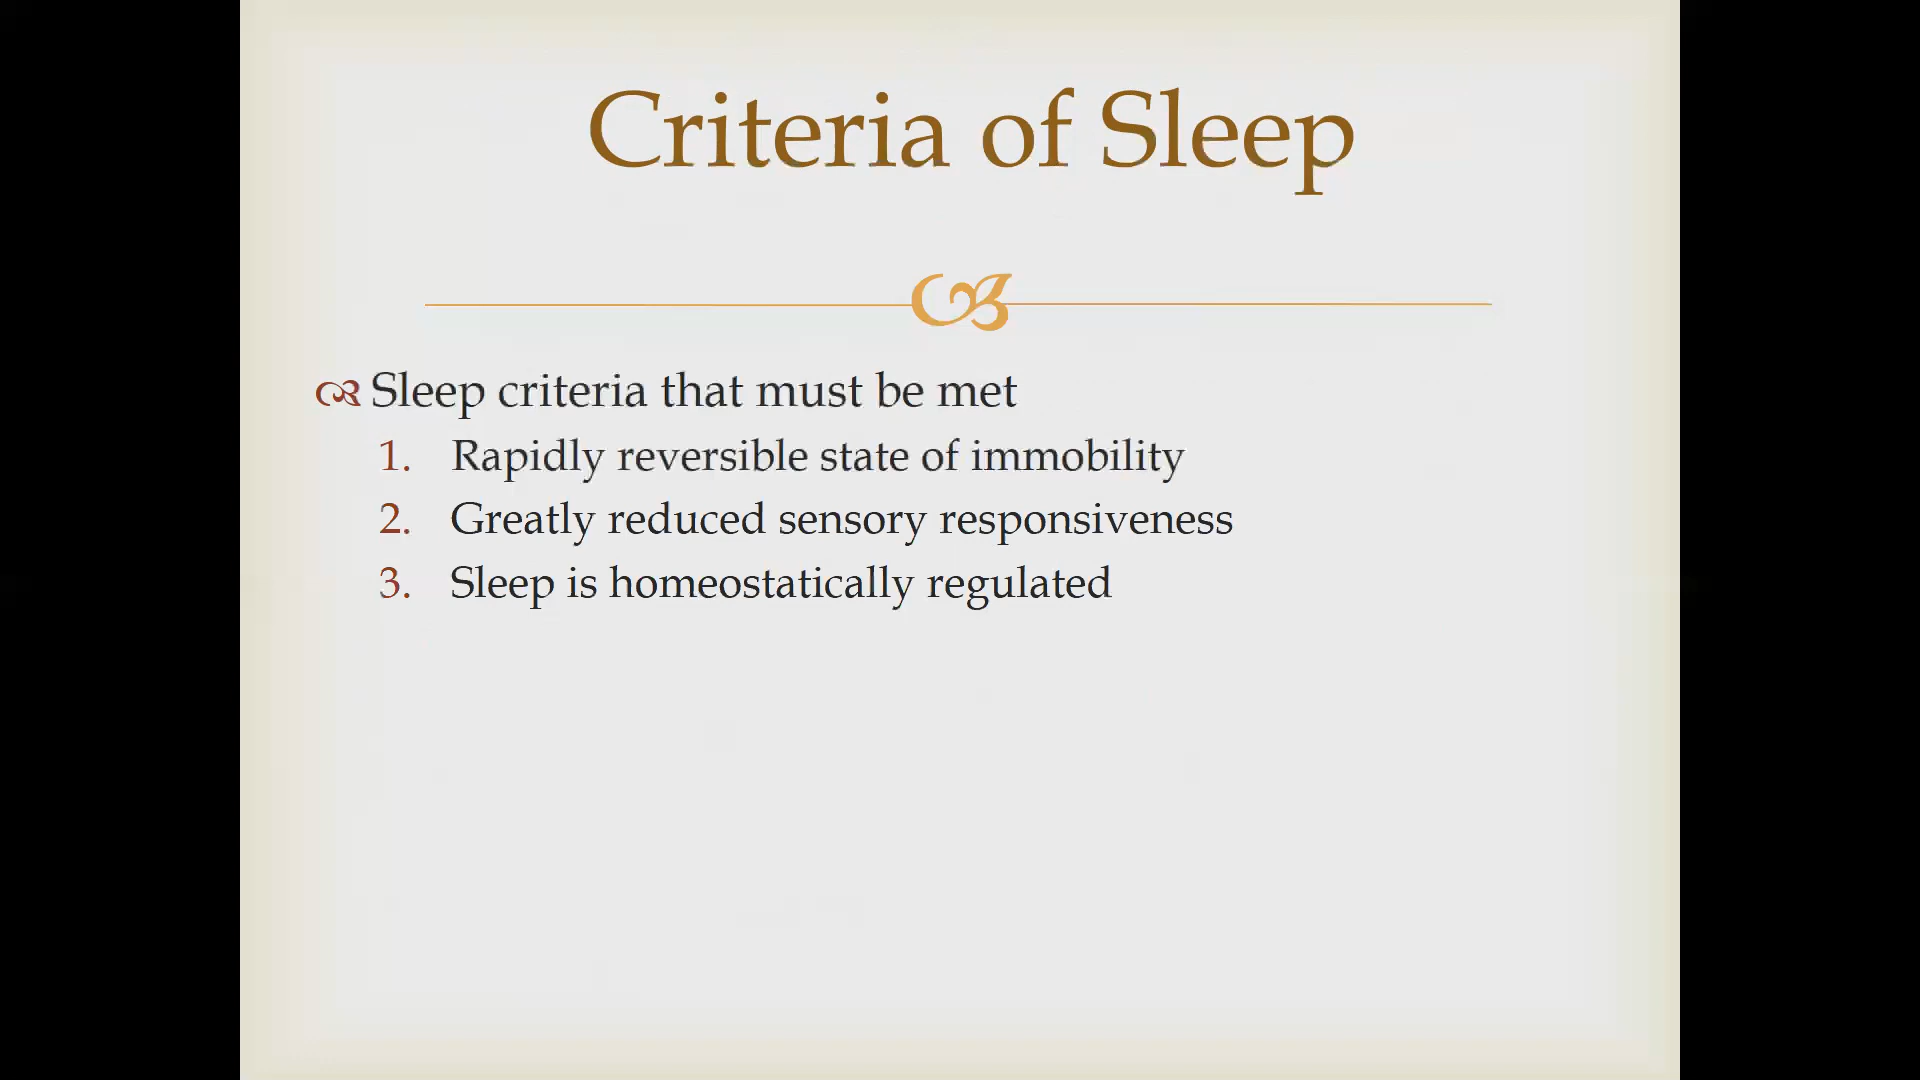 Criteria of Sleep
Sleep criteria that must be met
1. Rapidly reversible state of immobility
2. Greatly reduced sensory responsiveness
3. Sleep is homeostatically regulated